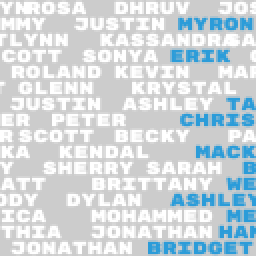 ROSA DHRUV
JUSTIN MYRON
KASSANDRA
SCOTT SONYA ERIK
ROLAND KEVIN
GLENN KRYSTAL
JUSTIN ASHLEY
PETER CHRIS
SCOTT BECKY
KENDAL MACK
SHERRY SARAH
BRITTANY
DYLAN ASHLEY
MOHAMMED
JONATHAN
JONATHAN BRIDGET